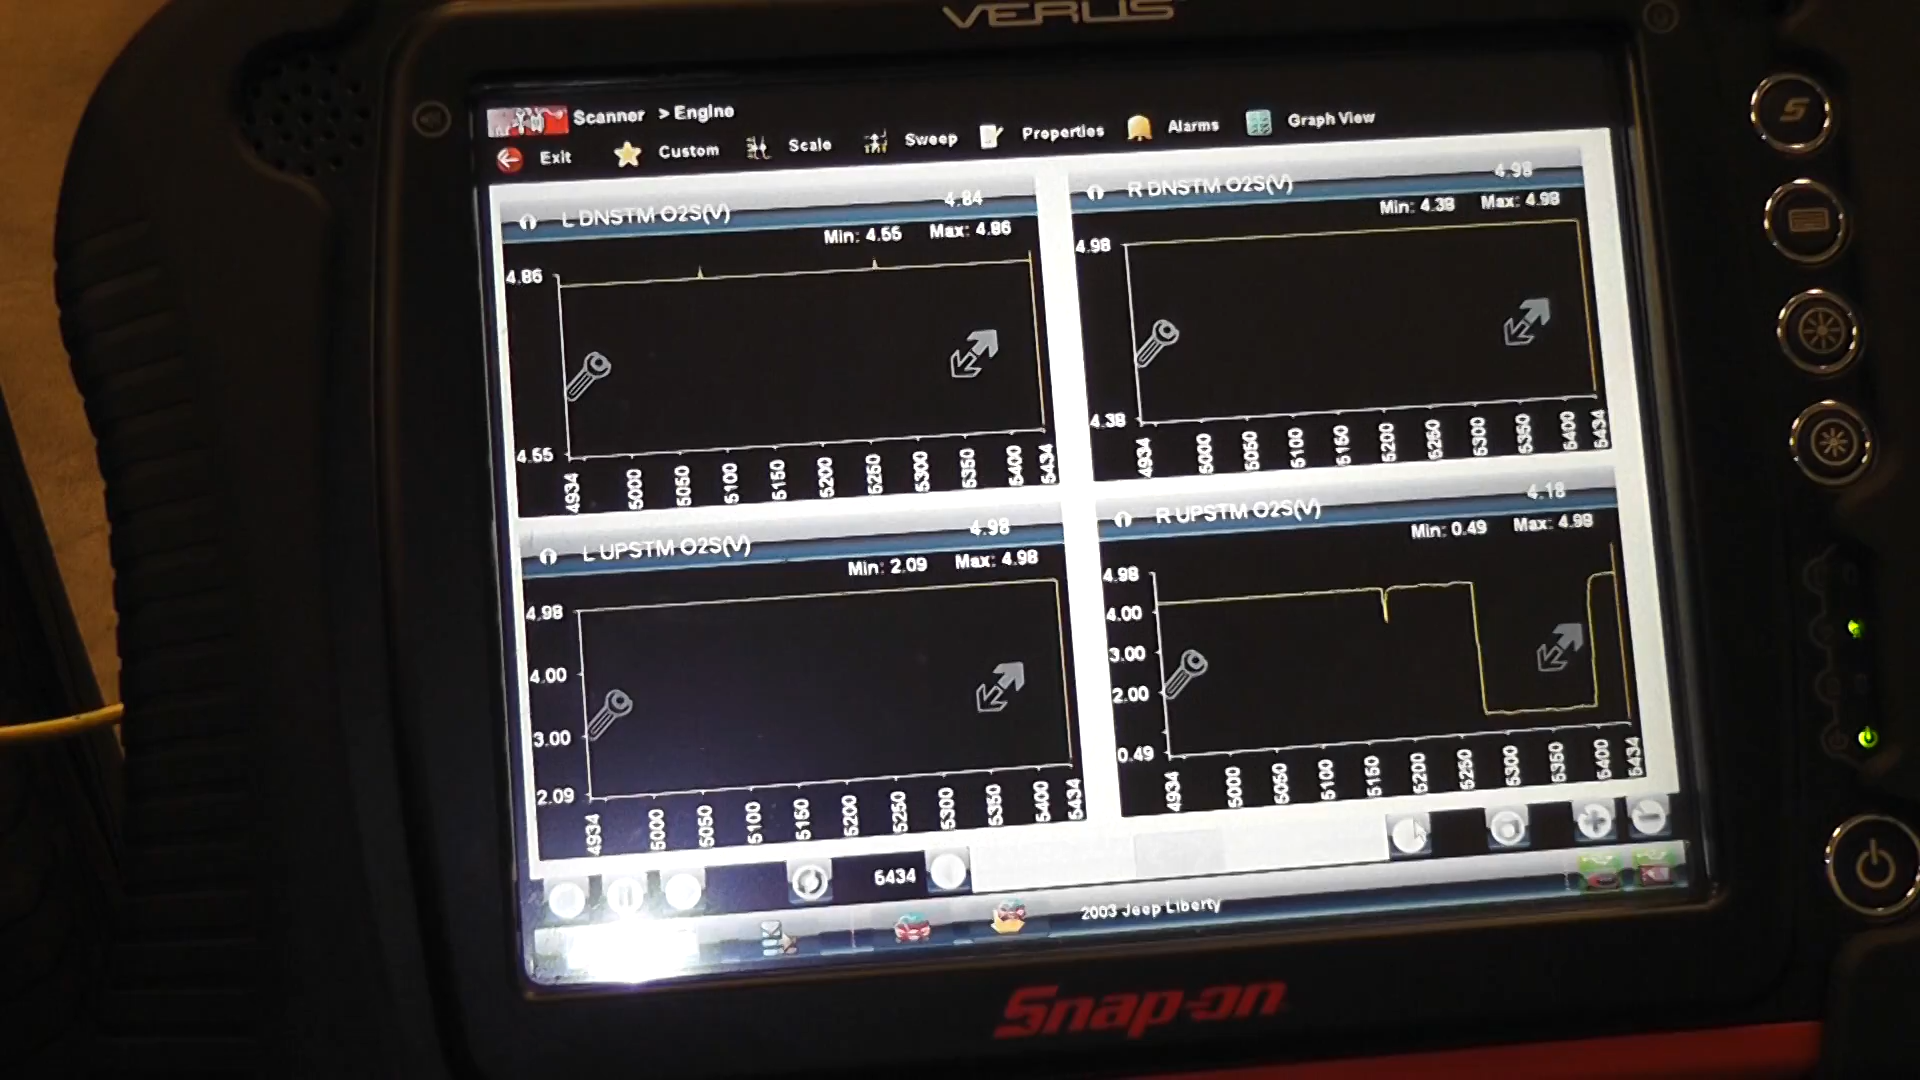 VERUS
Scanner > Engine
Exit Custom Scale Sweep Properties Alarms Graph View
L DNSTM O2S(V) 4.84
Min: 4.55 Max: 4.86
4.86
4.55
4934 5000 5050 5100 5150 5200 5250 5300 5350 5400 5434
R DNSTM O2S(V) 4.98
Min: 4.38 Max: 4.98
4.98
4.38
4934 5000 5050 5100 5150 5200 5250 5300 5350 5400 5434
L UPSTM O2S(V) 4.98
Min: 2.09 Max: 4.98
4.98
4.00
3.00
2.09
4934 5000 5050 5100 5150 5200 5250 5300 5350 5400 5434
R UPSTM O2S(V) 4.18
Min: 0.49 Max: 4.98
4.98
4.00
3.00
2.00
0.49
4934 5000 5050 5100 5150 5200 5250 5300 5350 5400 5434
5434
2003 Jeep Liberty
Snap-on
S